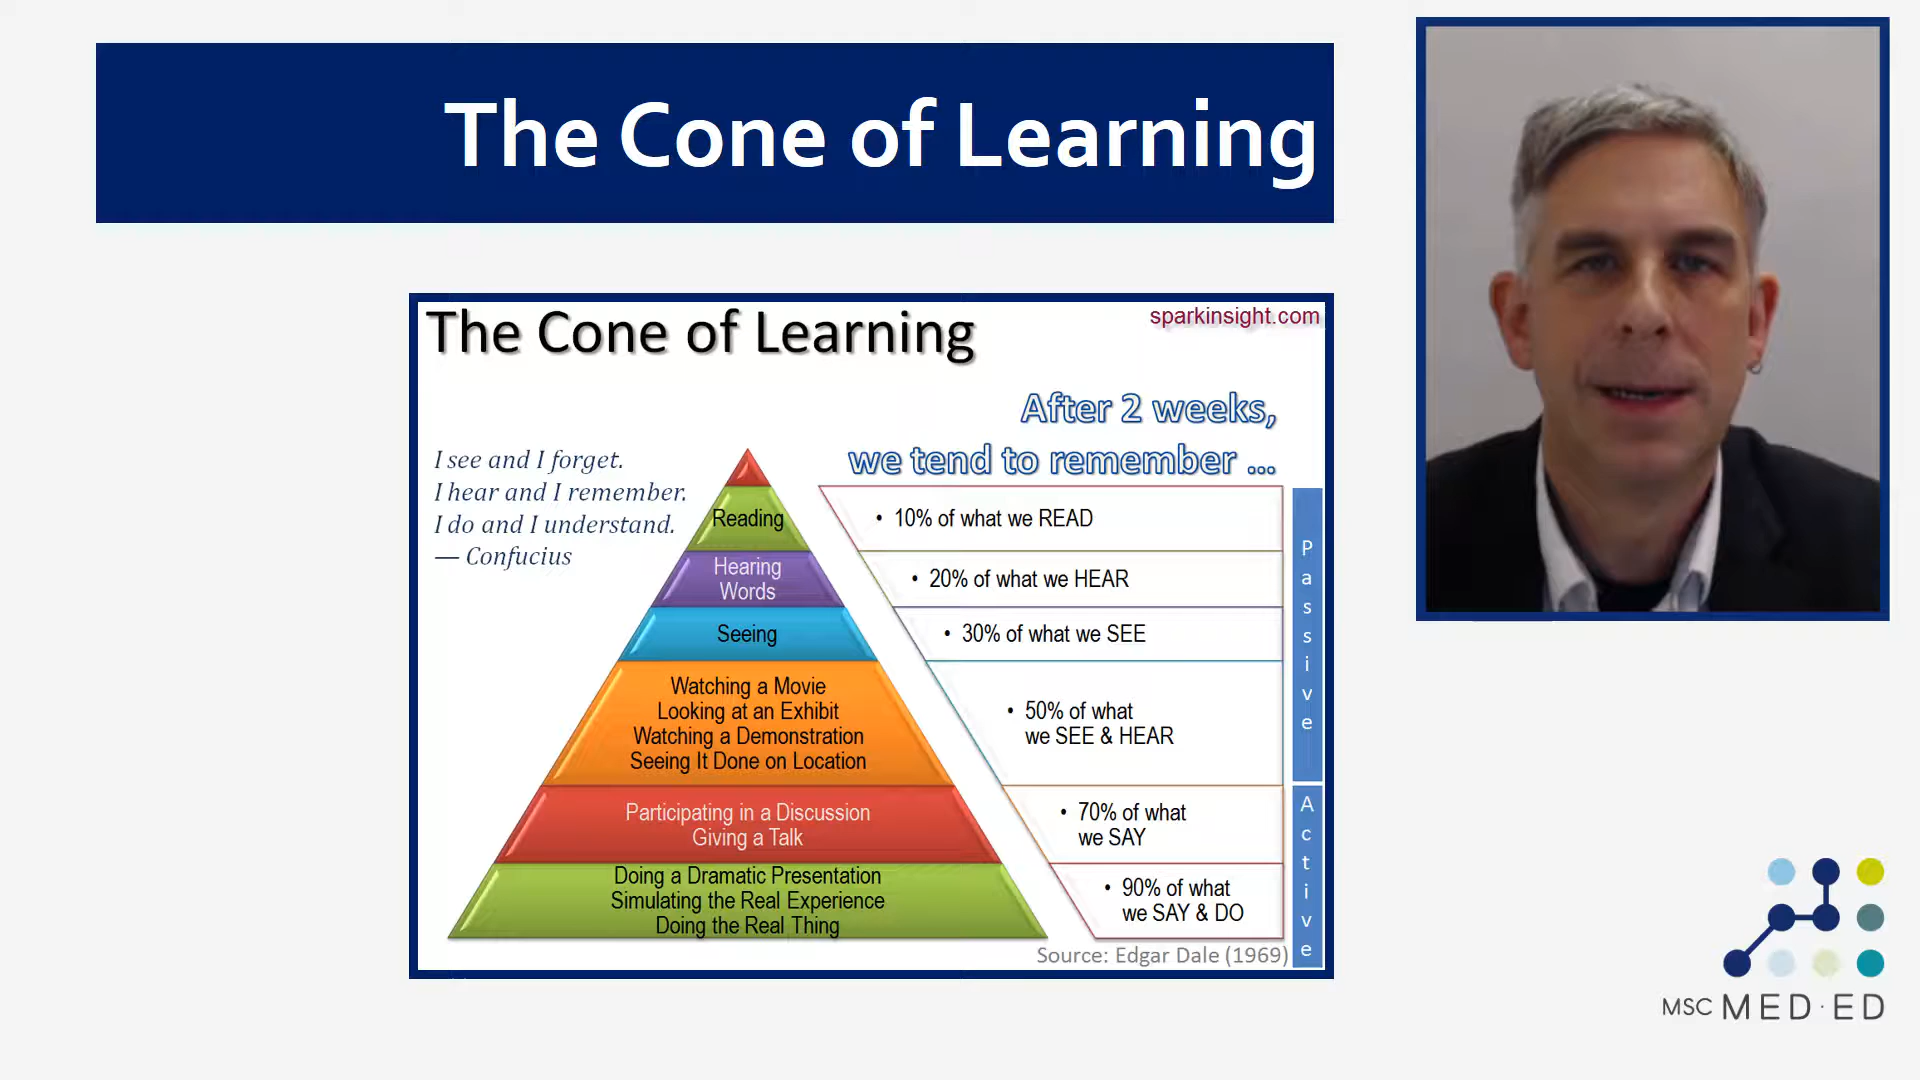 The Cone of Learning
The Cone of Learning
sparkinsight.com
After 2 weeks,
we tend to remember ...
I see and I forget.
I hear and I remember.
I do and I understand.
— Confucius
Reading
Hearing
Words
Seeing
Watching a Movie
Looking at an Exhibit
Watching a Demonstration
Seeing It Done on Location
Participating in a Discussion
Giving a Talk
Doing a Dramatic Presentation
Simulating the Real Experience
Doing the Real Thing
• 10% of what we READ
• 20% of what we HEAR
• 30% of what we SEE
• 50% of what
we SEE & HEAR
• 70% of what
we SAY
• 90% of what
we SAY & DO
Passive
Active
Source: Edgar Dale (1969)
MSC MED·ED